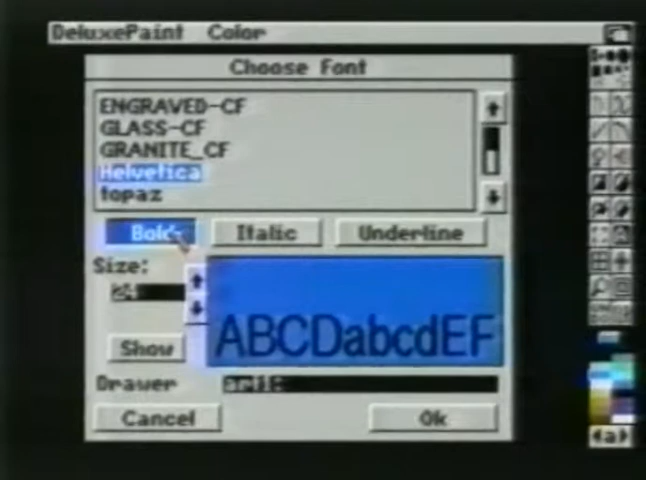 DeluxePaint Color
Choose Font
ENGRAVED-CF
GLASS-CF
GRANITE_CF
Helvetica
topaz
Bold Italic Underline
Size:
24
ABCDabcdEF
Show
Drawer
Cancel Ok